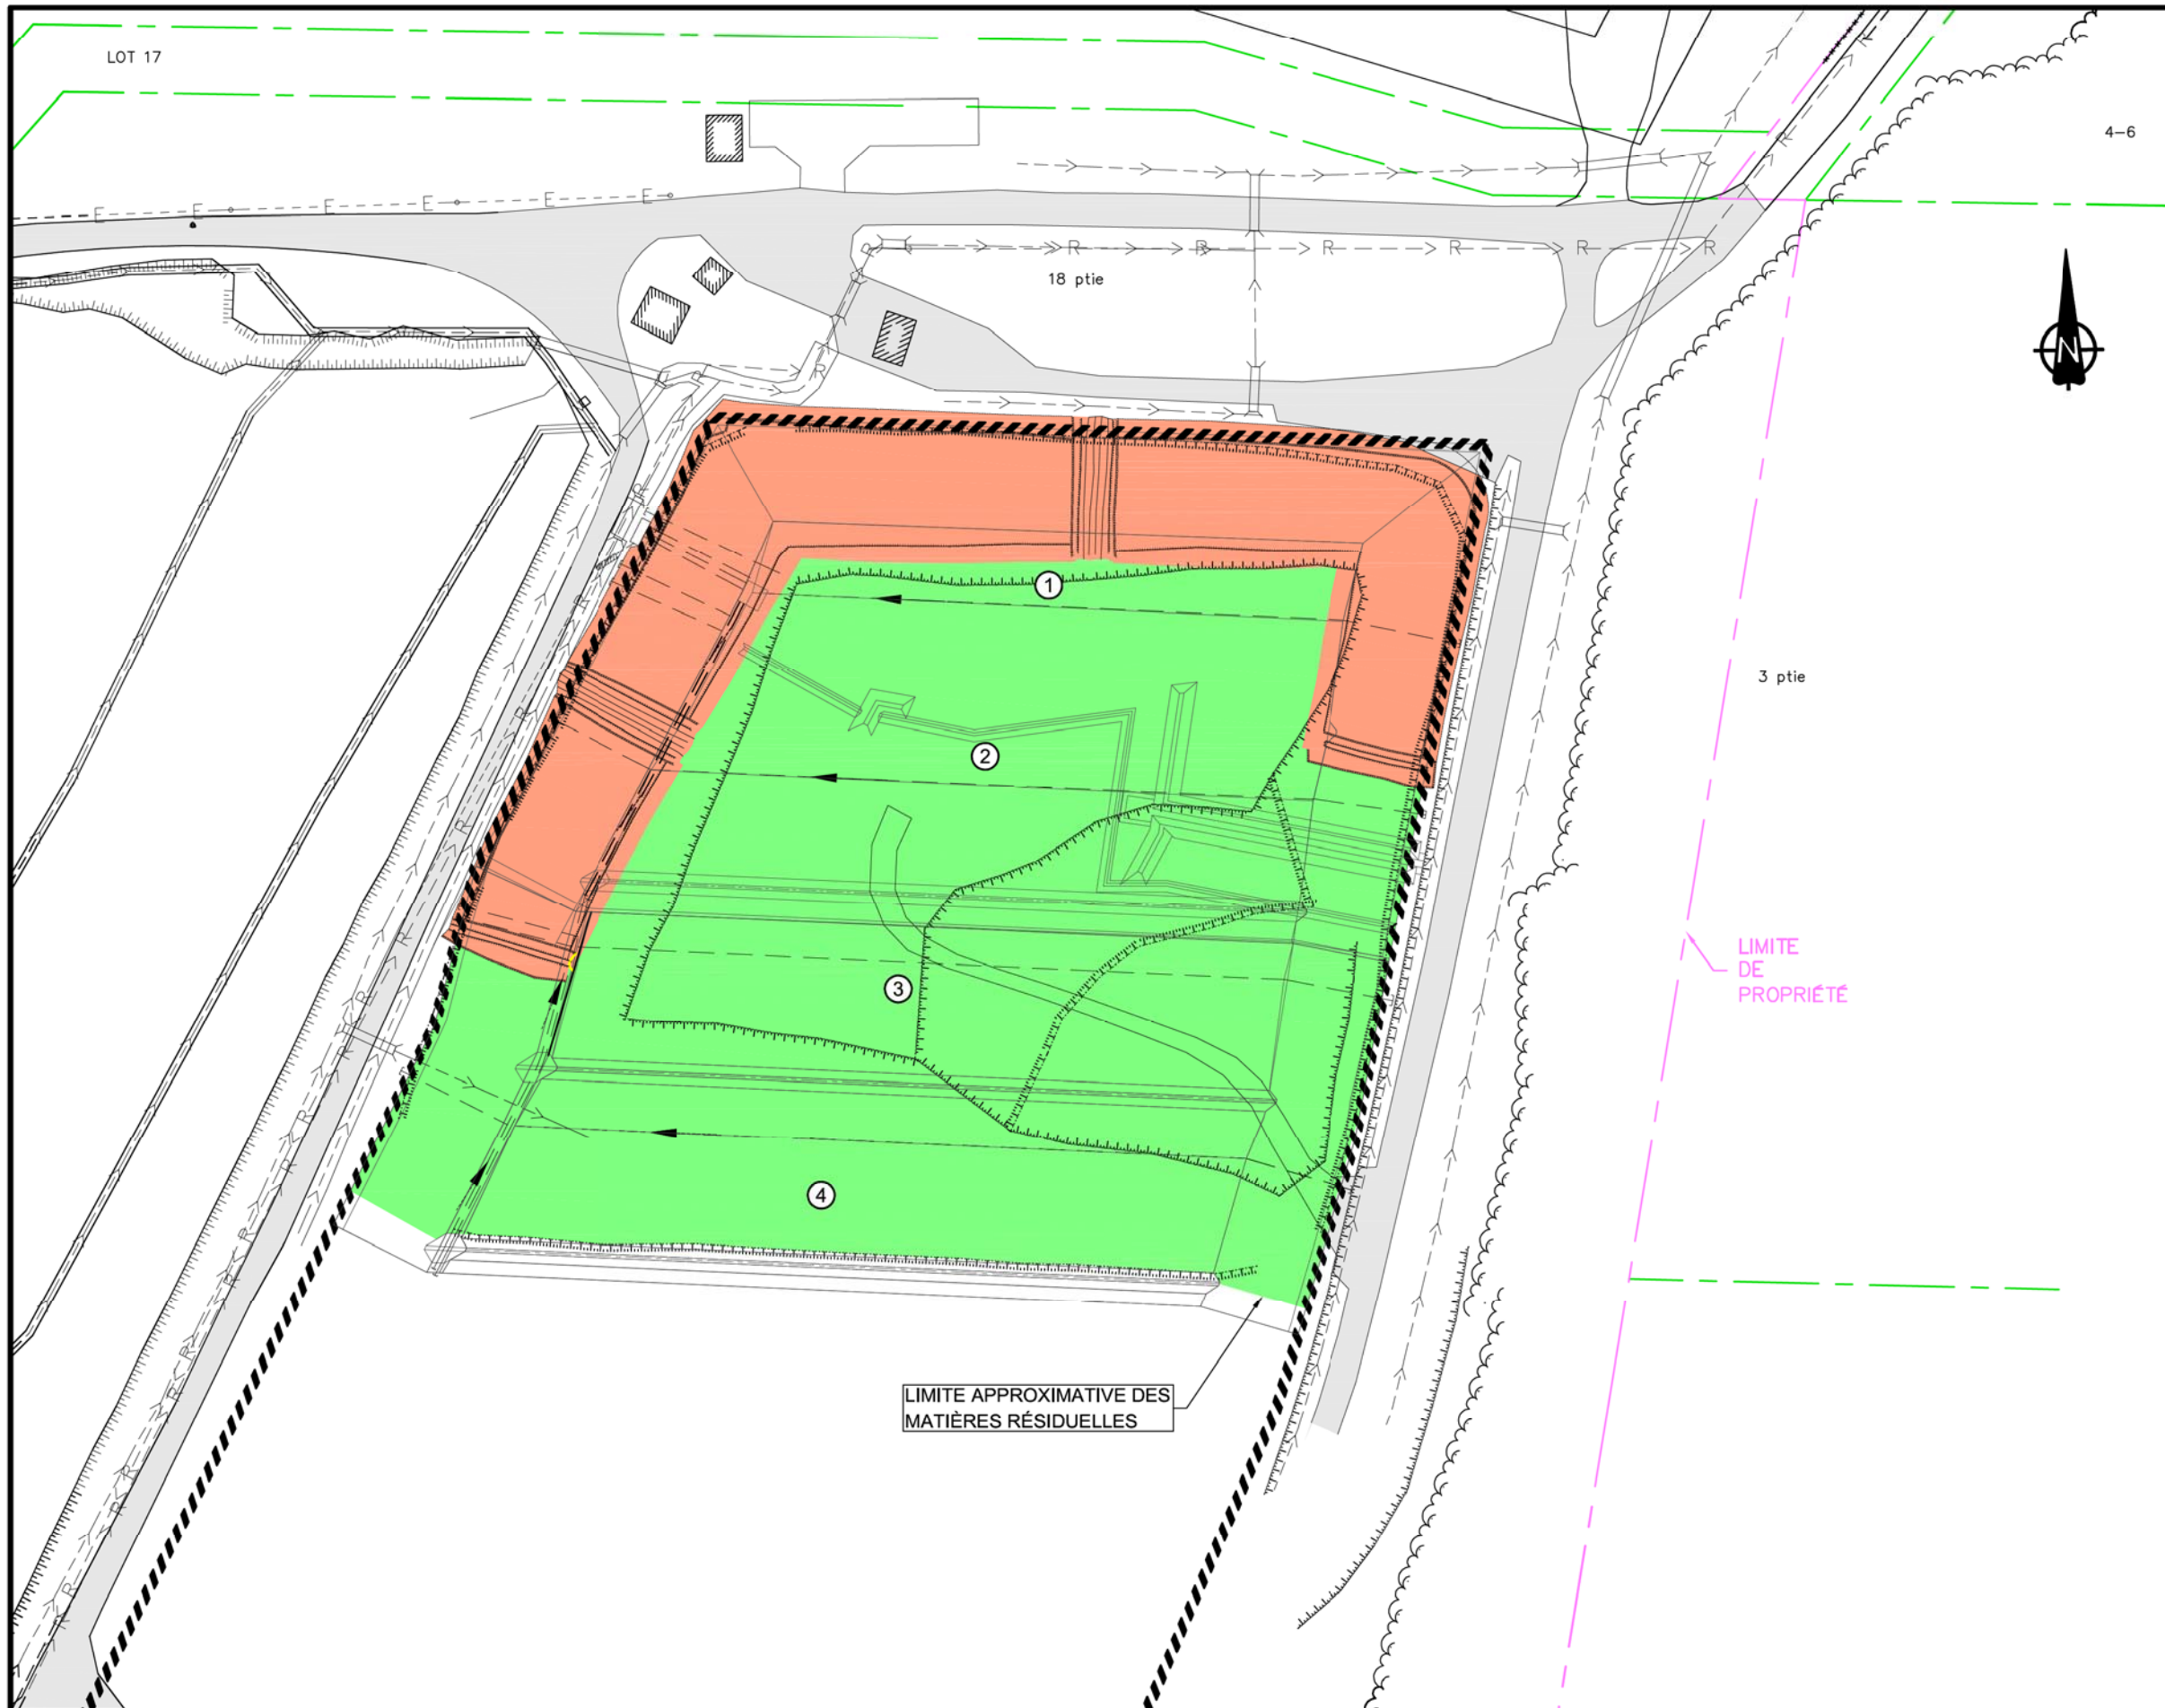 LOT 17
4-6
E E E E E E
R R R R R R
18 ptie
N
R
1
3 ptie
2
LIMITE
DE
PROPRIÉTÉ
3
4
LIMITE APPROXIMATIVE DES
MATIÈRES RÉSIDUELLES